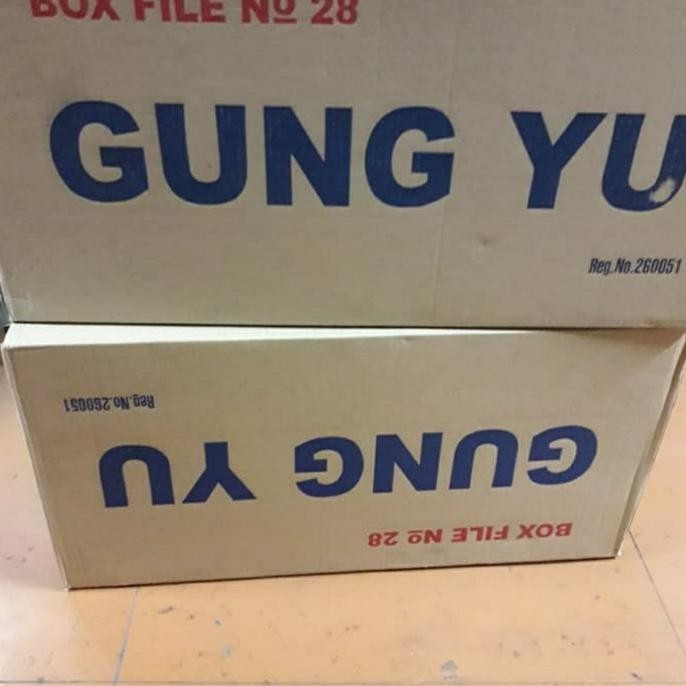 BOX FILE Nº 28
GUNG YU
Reg.No.260051
Reg.No.260051
GUNG YU
BOX FILE Nº 28